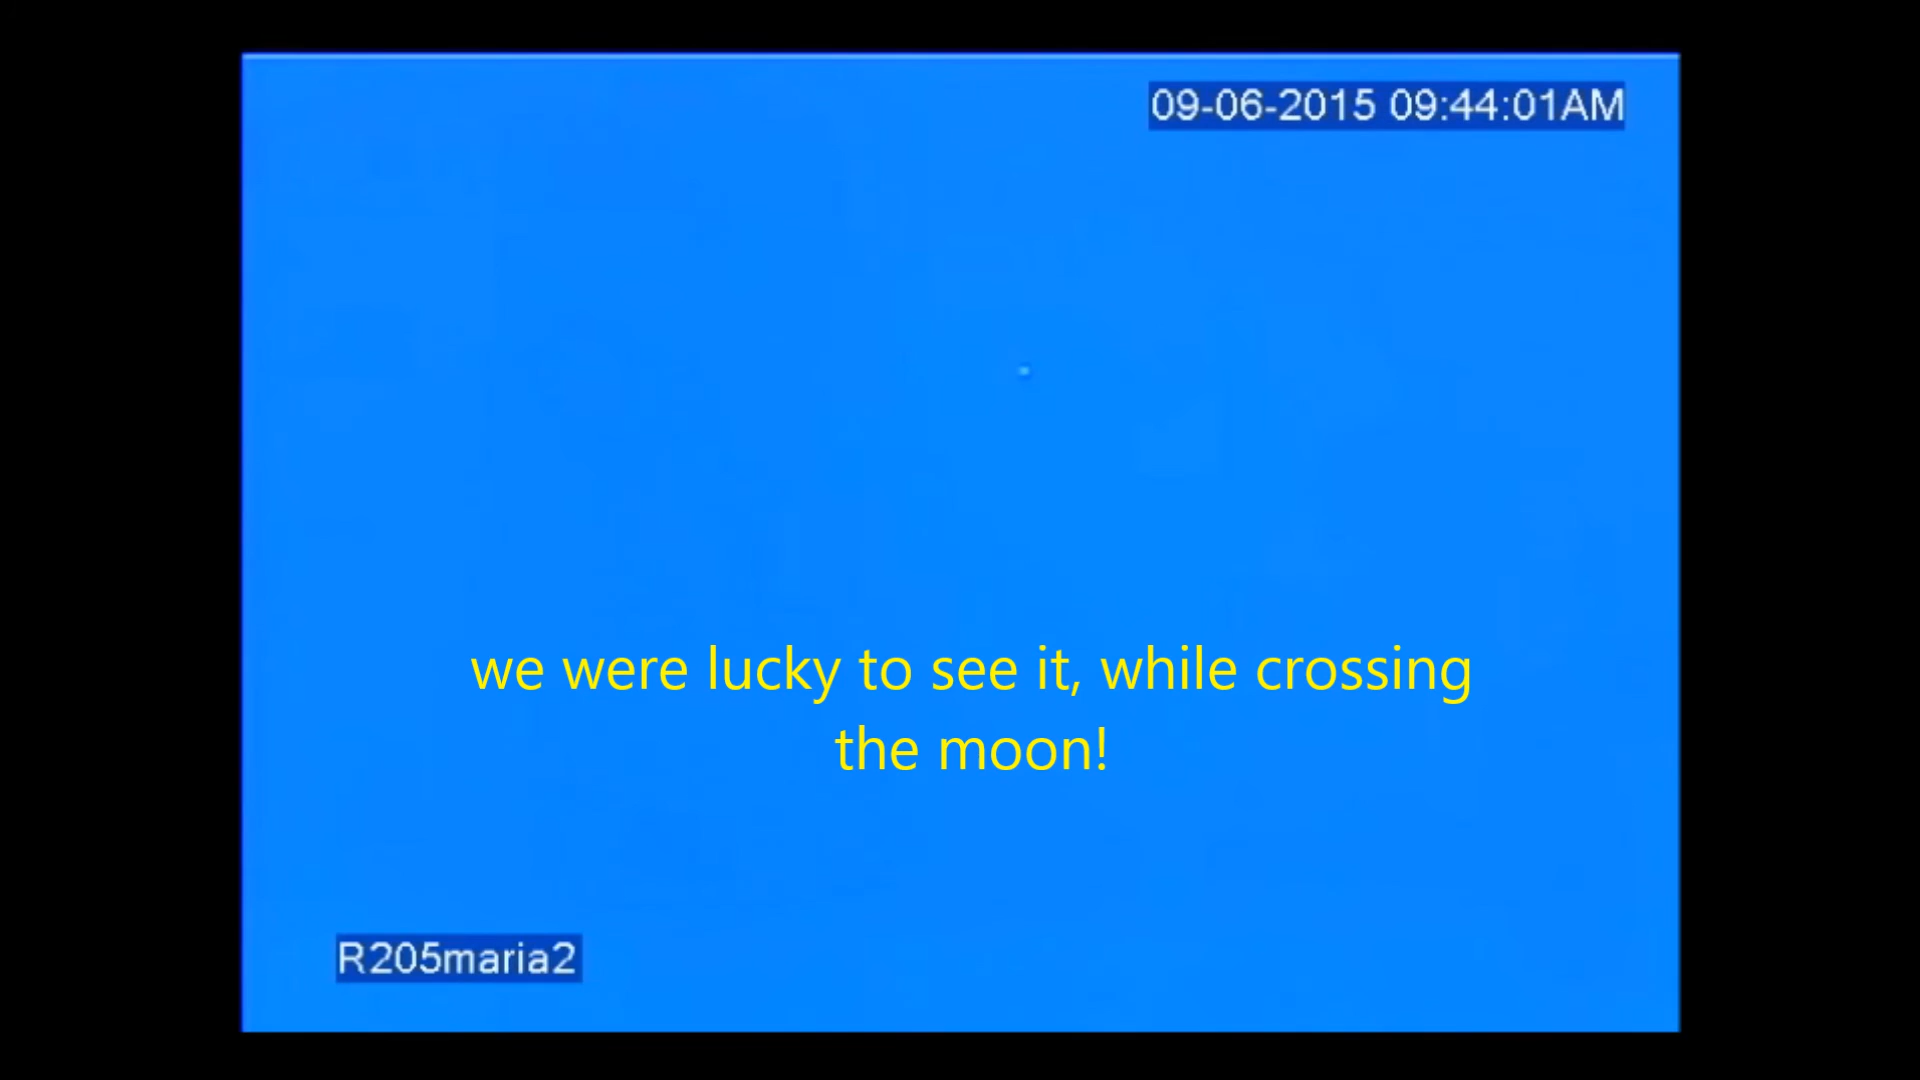 09-06-2015 09:44:01AM
we were lucky to see it, while crossing
the moon!
R205maria2